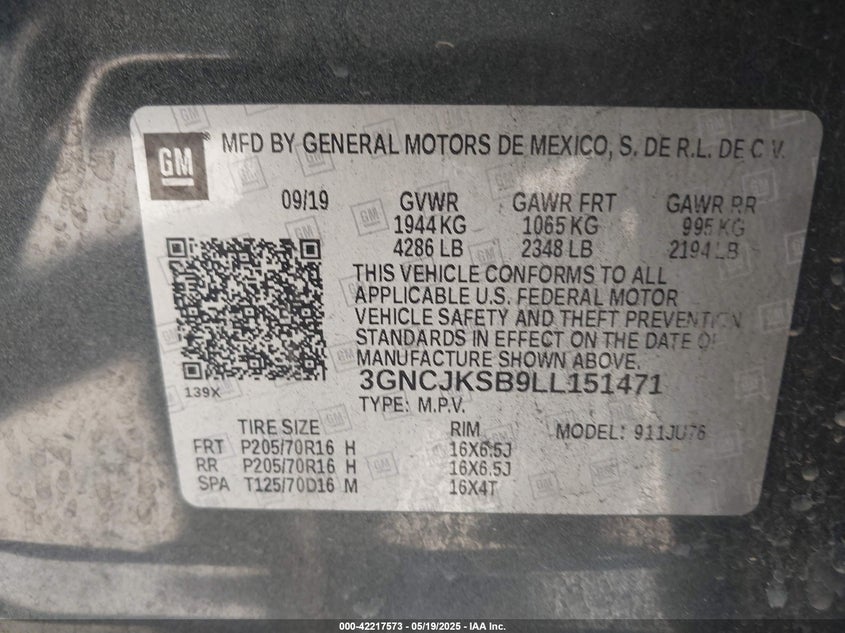 GM
® MFD BY GENERAL MOTORS DE MEXICO, S. DE R.L. DE C.V.
09/19 GVWR GAWR FRT GAWR RR
1944 KG 1065 KG 995 KG
4286 LB 2348 LB 2194 LB
THIS VEHICLE CONFORMS TO ALL
APPLICABLE U.S. FEDERAL MOTOR
VEHICLE SAFETY AND THEFT PREVENTION
STANDARDS IN EFFECT ON THE DATE OF
MANUFACTURE SHOWN ABOVE.
139X
3GNCJKSB9LL151471
TYPE: M.P.V.
TIRE SIZE RIM MODEL: 911JU76
FRT P205/70R16 H 16X6.5J
RR P205/70R16 H 16X6.5J
SPA T125/70D16 M 16X4T
000-42217573 — 05/19/2025 — IAA Inc.